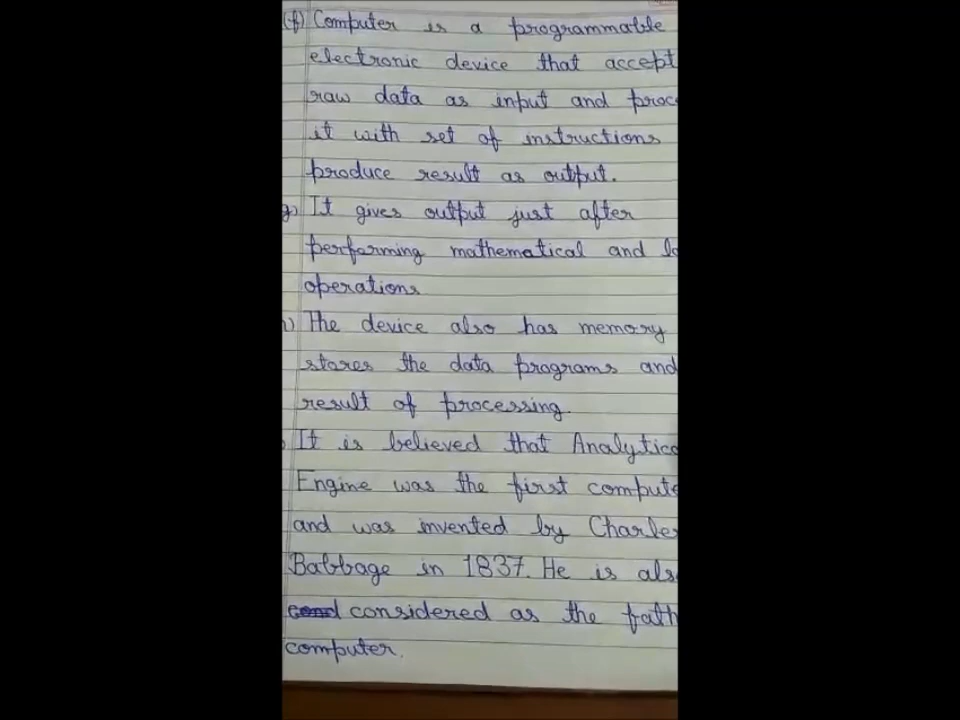 (f) Computer is a programmable
electronic device that accept
raw data as input and proc
it with set of instructions
produce result as output.
g) It gives output just after
performing mathematical and lo
operations
h) The device also has memory
stores the data programs and
result of processing.
It is believed that Analytica
Engine was the first compute
and was invented by Charles
Babbage in 1837. He is als
considered as the fath
computer.